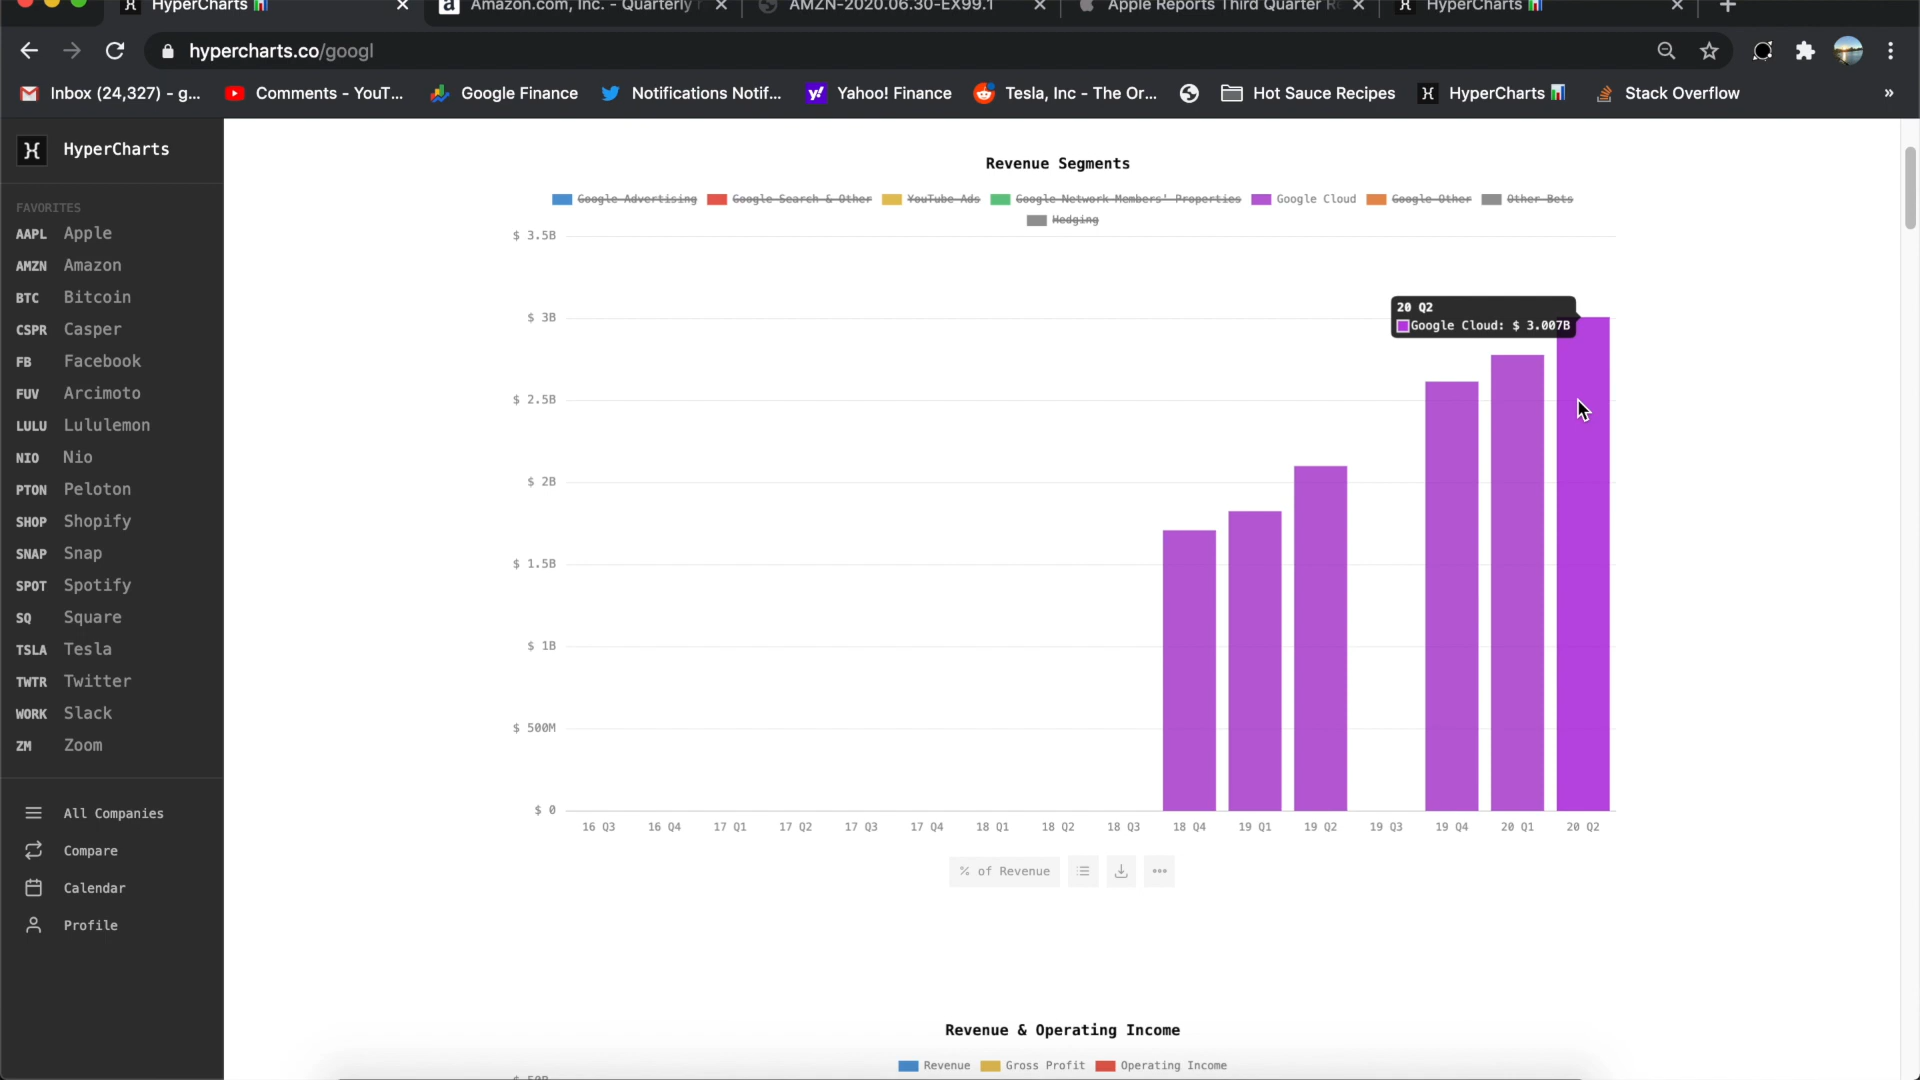 HyperCharts
Amazon.com, Inc. - Quarterly
AMZN-2020.06.30-EX99.1
Apple Reports Third Quarter R
HyperCharts
hypercharts.co/googl
Inbox (24,327) - g...
Comments - YouT...
Google Finance
Notifications Notif...
Yahoo! Finance
Tesla, Inc - The Or...
Hot Sauce Recipes
HyperCharts
Stack Overflow
»
HyperCharts
FAVORITES
AAPL Apple
AMZN Amazon
BTC Bitcoin
CSPR Casper
FB Facebook
FUV Arcimoto
LULU Lululemon
NIO Nio
PTON Peloton
SHOP Shopify
SNAP Snap
SPOT Spotify
SQ Square
TSLA Tesla
TWTR Twitter
WORK Slack
ZM Zoom
All Companies
Compare
Calendar
Profile
Revenue Segments
Google Advertising Google Search & Other YouTube Ads Google Network Members' Properties Google Cloud Google Other Other Bets
Hedging
$ 3.5B
$ 3B
$ 2.5B
$ 2B
$ 1.5B
$ 1B
$ 500M
$ 0
20 Q2
Google Cloud: $ 3.007B
16 Q3 16 Q4 17 Q1 17 Q2 17 Q3 17 Q4 18 Q1 18 Q2 18 Q3 18 Q4 19 Q1 19 Q2 19 Q3 19 Q4 20 Q1 20 Q2
% of Revenue
Revenue & Operating Income
Revenue Gross Profit Operating Income